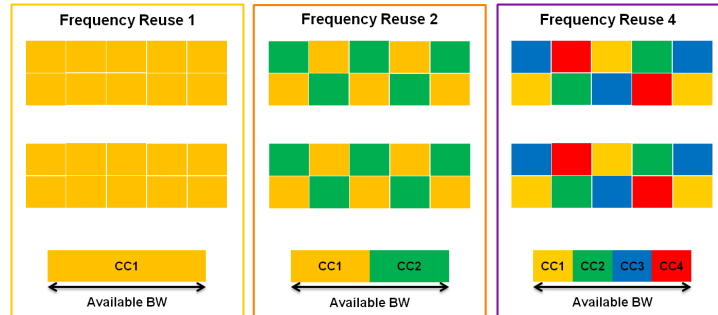 Frequency Reuse 1
CC1
Available BW
Frequency Reuse 2
CC1 CC2
Available BW
Frequency Reuse 4
CC1 CC2 CC3 CC4
Available BW